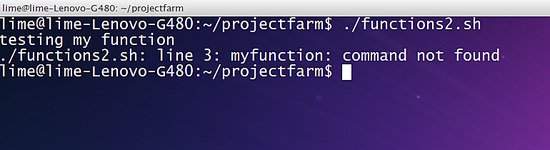 lime@lime-Lenovo-G480: ~/projectfarm
lime@lime-Lenovo-G480:~/projectfarm$ ./functions2.sh
testing my function
./functions2.sh: line 3: myfunction: command not found
lime@lime-Lenovo-G480:~/projectfarm$